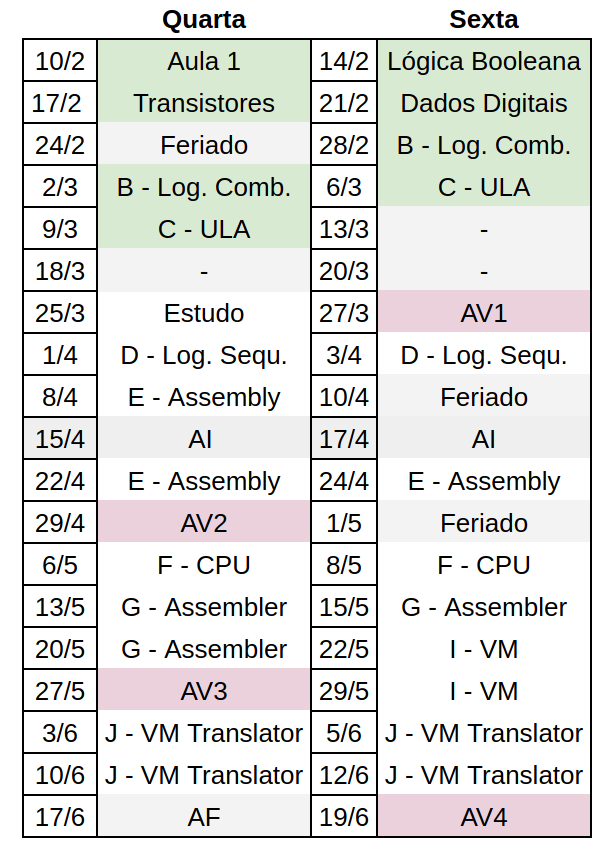 Quarta Sexta
10/2 Aula 1 14/2 Lógica Booleana
17/2 Transistores 21/2 Dados Digitais
24/2 Feriado 28/2 B - Log. Comb.
2/3 B - Log. Comb. 6/3 C - ULA
9/3 C - ULA 13/3 -
18/3 - 20/3 -
25/3 Estudo 27/3 AV1
1/4 D - Log. Sequ. 3/4 D - Log. Sequ.
8/4 E - Assembly 10/4 Feriado
15/4 AI 17/4 AI
22/4 E - Assembly 24/4 E - Assembly
29/4 AV2 1/5 Feriado
6/5 F - CPU 8/5 F - CPU
13/5 G - Assembler 15/5 G - Assembler
20/5 G - Assembler 22/5 I - VM
27/5 AV3 29/5 I - VM
3/6 J - VM Translator 5/6 J - VM Translator
10/6 J - VM Translator 12/6 J - VM Translator
17/6 AF 19/6 AV4